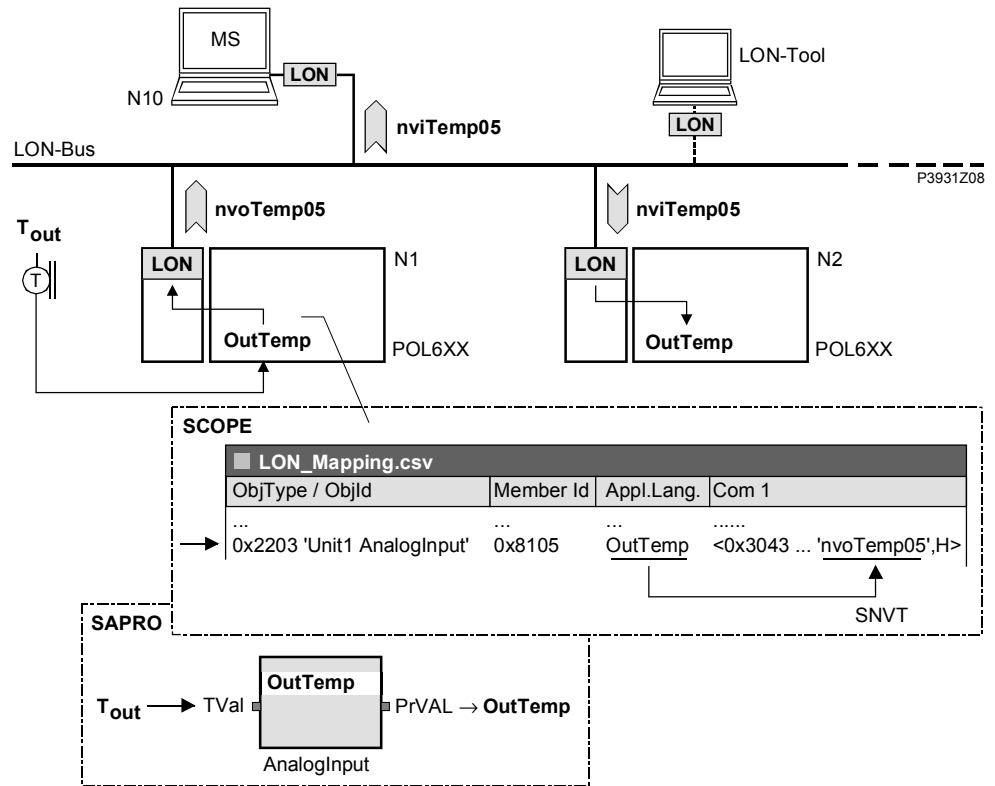 MS
LON
N10
LON-Tool
LON
nviTemp05
LON-Bus
P3931Z08
nvoTemp05
nviTemp05
Tout
T
LON
N1
LON
N2
OutTemp
POL6XX
OutTemp
POL6XX
SCOPE
LON_Mapping.csv
ObjType / ObjId Member Id Appl.Lang. Com 1
... ... ... ......
0x2203 'Unit1 AnalogInput' 0x8105 OutTemp <0x3043 ... 'nvoTemp05',H>
SNVT
SAPRO
OutTemp
Tout TVal PrVAL → OutTemp
AnalogInput